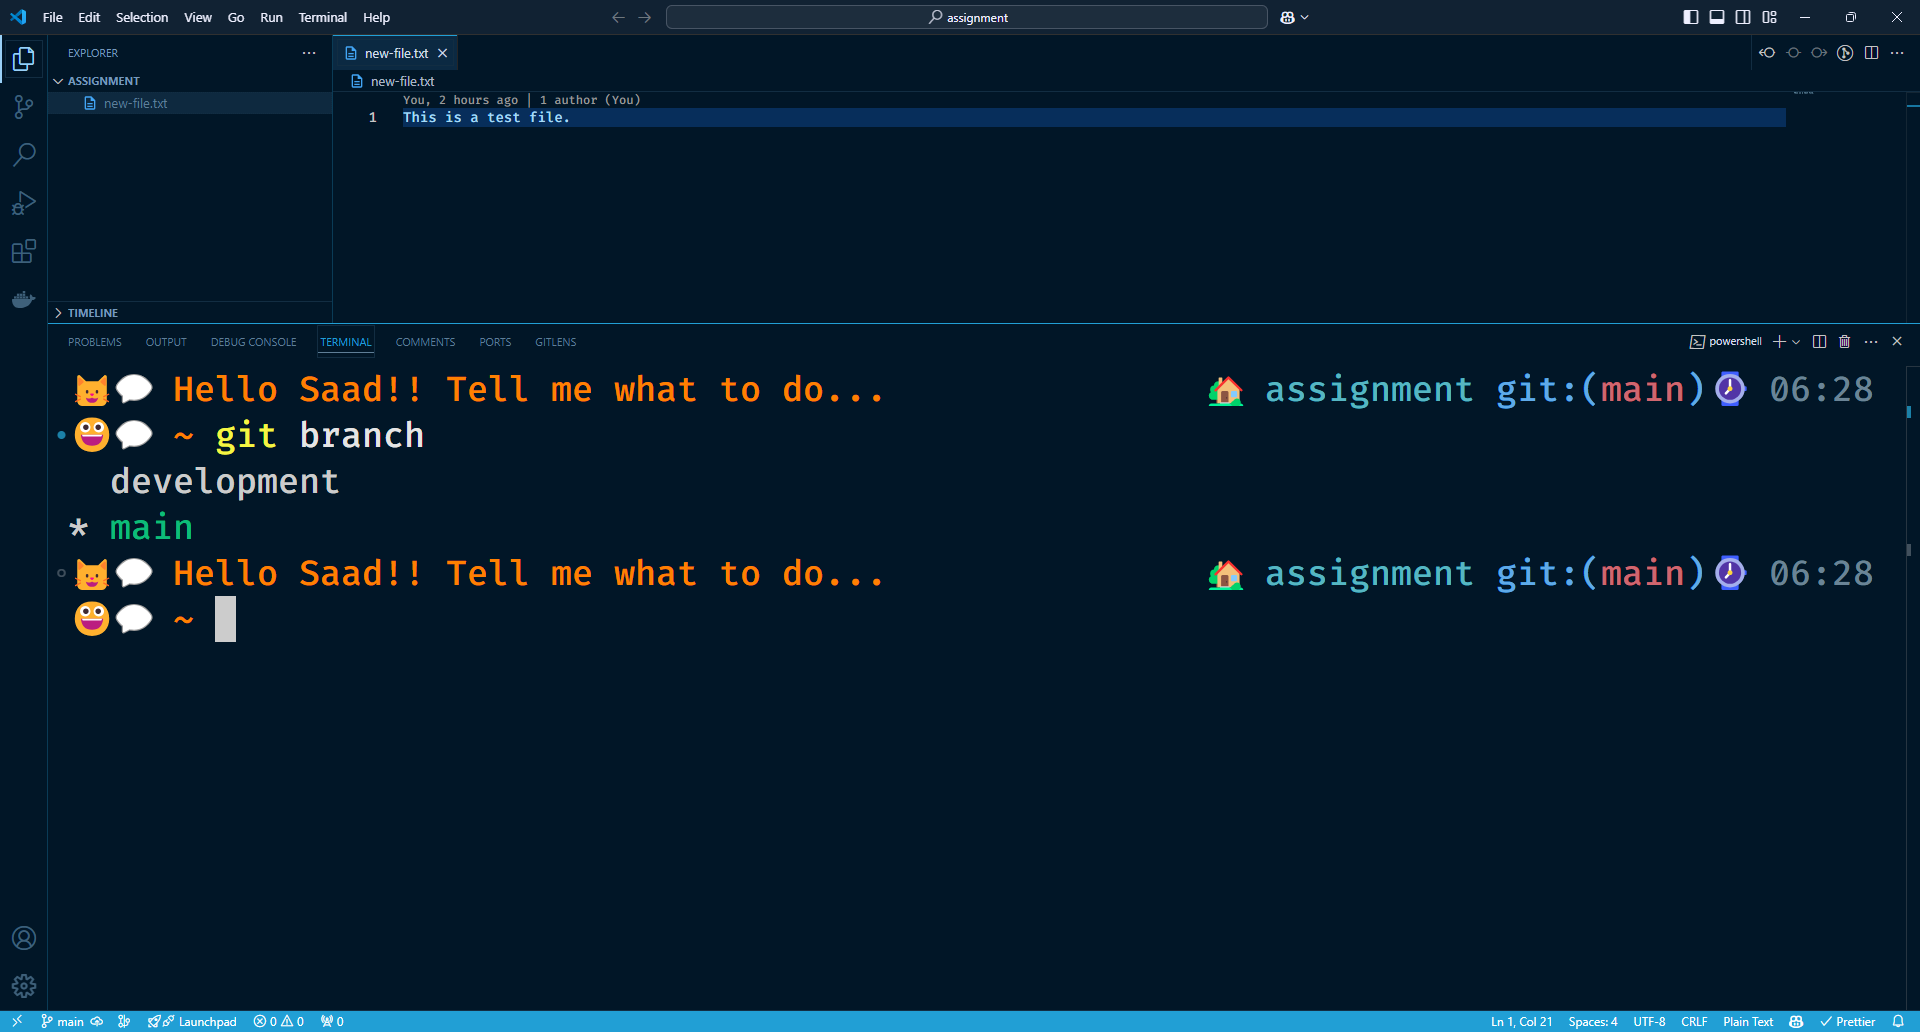 File Edit Selection View Go Run Terminal Help
assignment
EXPLORER
ASSIGNMENT
new-file.txt
TIMELINE
new-file.txt
new-file.txt
You, 2 hours ago | 1 author (You)
1 This is a test file.
PROBLEMS OUTPUT DEBUG CONSOLE TERMINAL COMMENTS PORTS GITLENS
powershell
Hello Saad!! Tell me what to do... assignment git:(main) 06:28
~ git branch
development
* main
Hello Saad!! Tell me what to do... assignment git:(main) 06:28
~
main Launchpad 0 0 0 Ln 1, Col 21 Spaces: 4 UTF-8 CRLF Plain Text Prettier